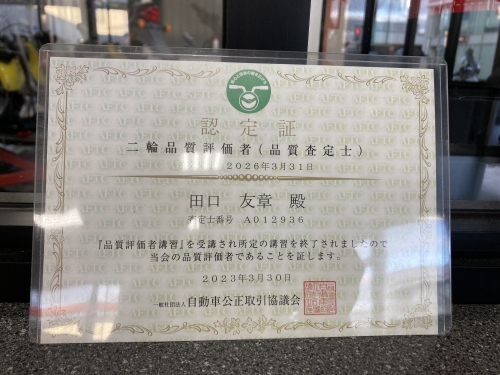 認定証
二輪品質評価者(品質査定士)
2026年3月31日
田口 友章 殿
査定士番号 A012936
『品質評価者講習』を受講され所定の講習を終了されましたので
当会の品質評価者であることを証します。
2023年3月30日
一般社団法人 自動車公正取引協議会